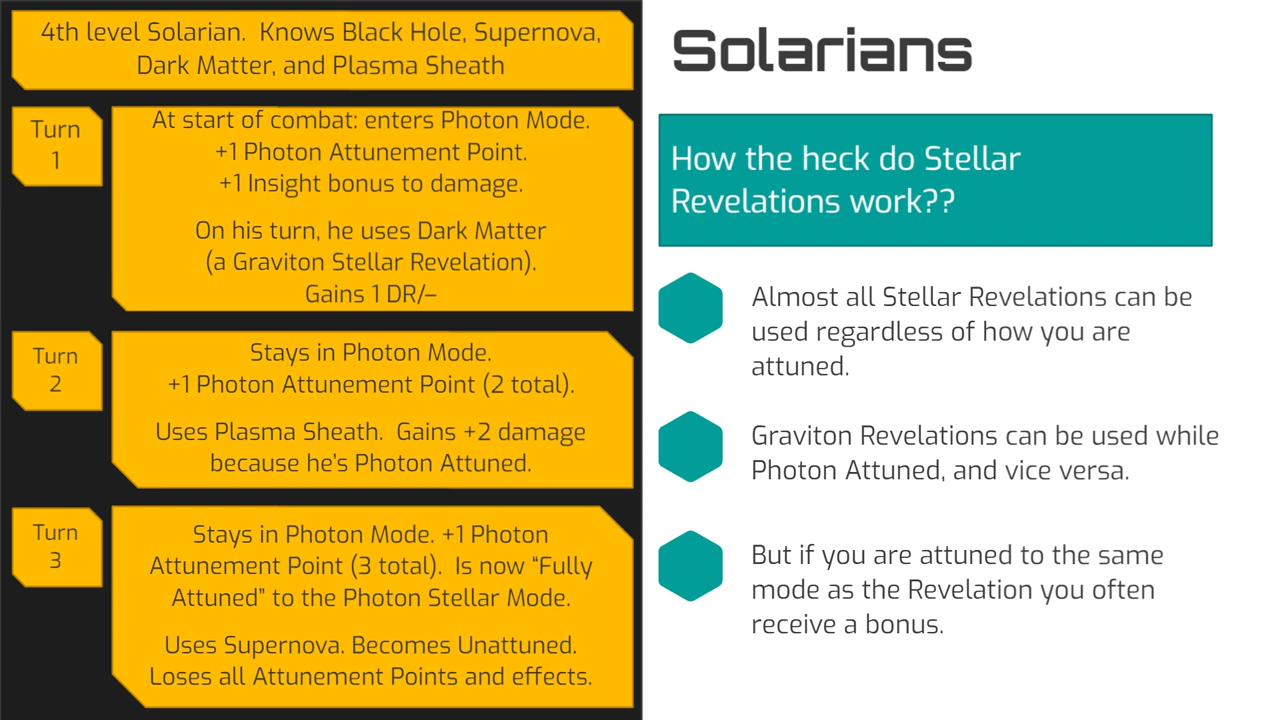 4th level Solarian.  Knows Black Hole, Supernova,
Dark Matter, and Plasma Sheath
Turn
1
At start of combat: enters Photon Mode.
+1 Photon Attunement Point.
+1 Insight bonus to damage.
On his turn, he uses Dark Matter
(a Graviton Stellar Revelation).
Gains 1 DR/–
Turn
2
Stays in Photon Mode.
+1 Photon Attunement Point (2 total).
Uses Plasma Sheath.  Gains +2 damage
because he's Photon Attuned.
Turn
3
Stays in Photon Mode. +1 Photon
Attunement Point (3 total).  Is now “Fully
Attuned” to the Photon Stellar Mode.
Uses Supernova. Becomes Unattuned.
Loses all Attunement Points and effects.
Solarians
How the heck do Stellar
Revelations work??
Almost all Stellar Revelations can be
used regardless of how you are
attuned.
Graviton Revelations can be used while
Photon Attuned, and vice versa.
But if you are attuned to the same
mode as the Revelation you often
receive a bonus.